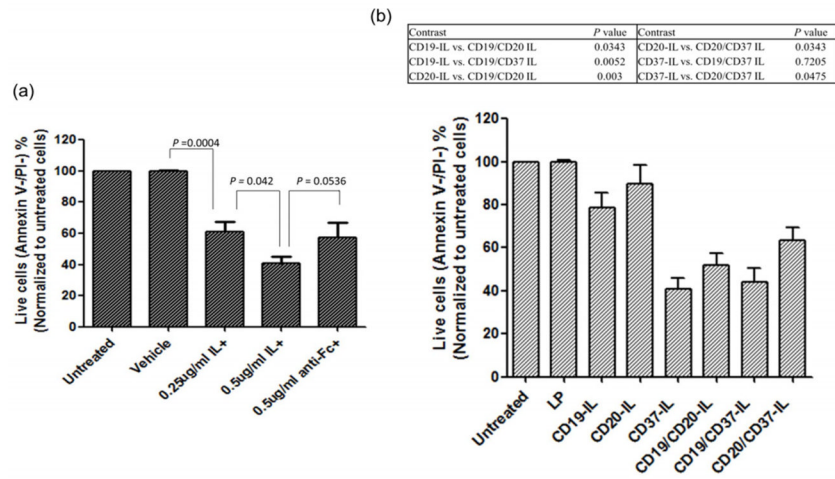 (b)
Contrast P value Contrast P value
CD19-IL vs. CD19/CD20 IL 0.0343 CD20-IL vs. CD20/CD37 IL 0.0343
CD19-IL vs. CD19/CD37 IL 0.0052 CD37-IL vs. CD19/CD37 IL 0.7205
CD20-IL vs. CD19/CD20 IL 0.003 CD37-IL vs. CD20/CD37 IL 0.0475
(a)
Live cells (Annexin V-/PI-) %
(Normalized to untreated cells)
120
100
80
60
40
20
0
P =0.0004
P = 0.042
P = 0.0536
Untreated
Vehicle
0.25ug/ml IL+
0.5ug/ml IL+
0.5ug/ml anti-Fc+
Live cells (Annexin V-/PI-) %
(Normalized to untreated cells)
120
100
80
60
40
20
0
Untreated
LP
CD19-IL
CD20-IL
CD37-IL
CD19/CD20-IL
CD19/CD37-IL
CD20/CD37-IL